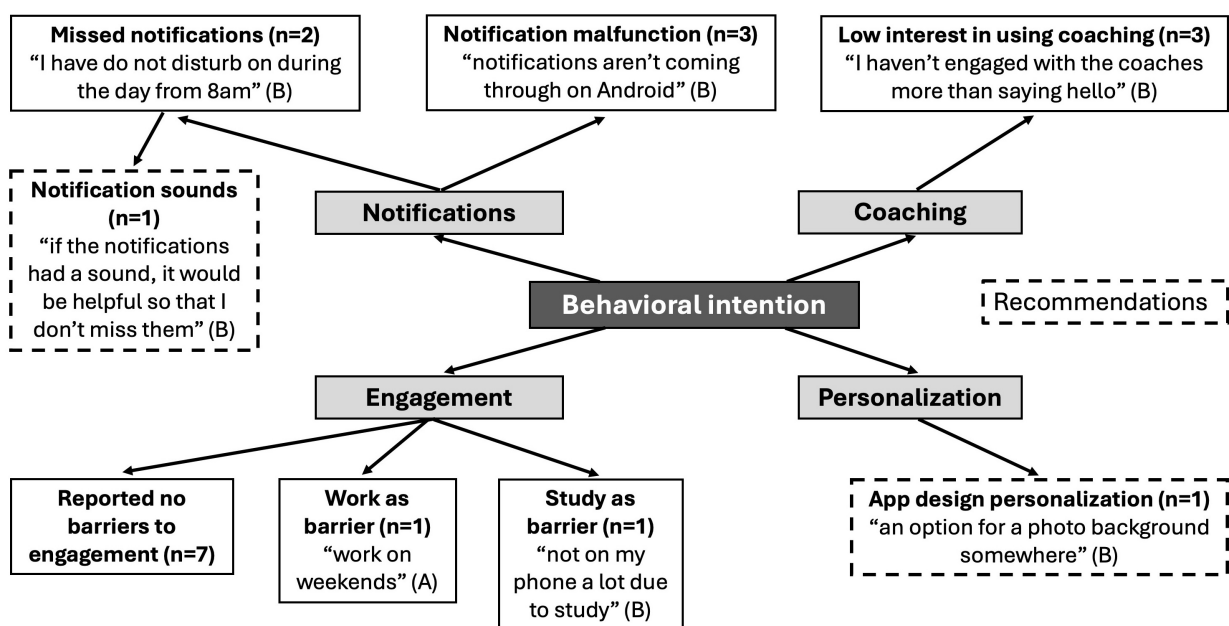 Missed notifications (n=2)
“I have do not disturb on during
the day from 8am” (B)
Notification malfunction (n=3)
“notifications aren’t coming
through on Android” (B)
Low interest in using coaching (n=3)
“I haven’t engaged with the coaches
more than saying hello” (B)
Notification sounds
(n=1)
“if the notifications
had a sound, it would
be helpful so that I
don’t miss them” (B)
Notifications
Coaching
Behavioral intention
Recommendations
Engagement
Personalization
Reported no
barriers to
engagement (n=7)
Work as
barrier (n=1)
“work on
weekends” (A)
Study as
barrier (n=1)
“not on my
phone a lot due
to study” (B)
App design personalization (n=1)
“an option for a photo background
somewhere” (B)